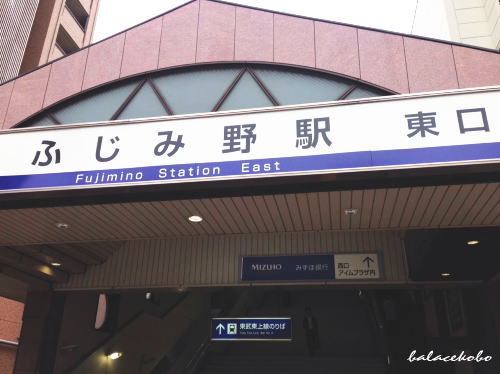 ふじみ野駅 東口
Fujimino Station East
MIZUHO みずほ銀行 西口
アイムプラザ内
東武東上線のりば
balacekobo